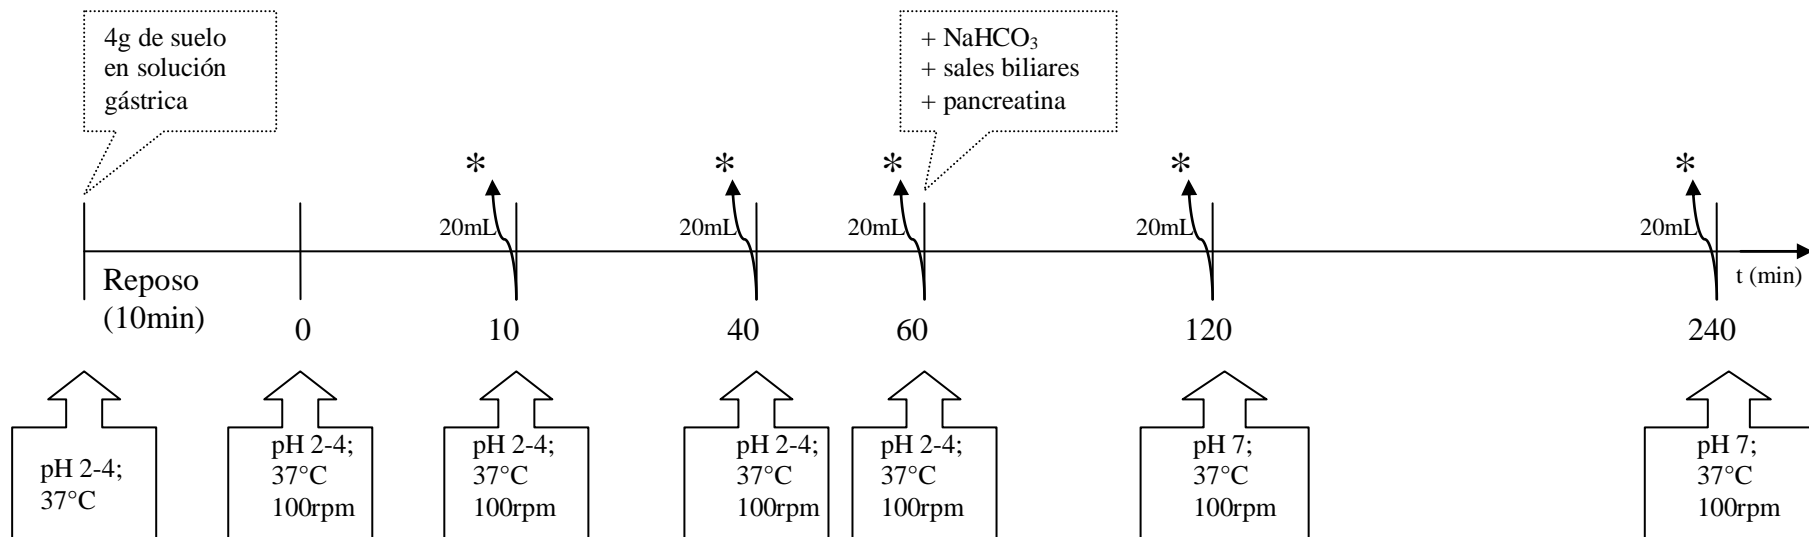 4g de suelo
en solución
gástrica
+ NaHCO₃
+ sales biliares
+ pancreatina
* * * * *
20mL 20mL 20mL 20mL 20mL
Reposo
(10min)
t (min)
0 10 40 60 120 240
pH 2-4;
37°C
pH 2-4;
37°C
100rpm
pH 2-4;
37°C
100rpm
pH 2-4;
37°C
100rpm
pH 2-4;
37°C
100rpm
pH 7;
37°C
100rpm
pH 7;
37°C
100rpm